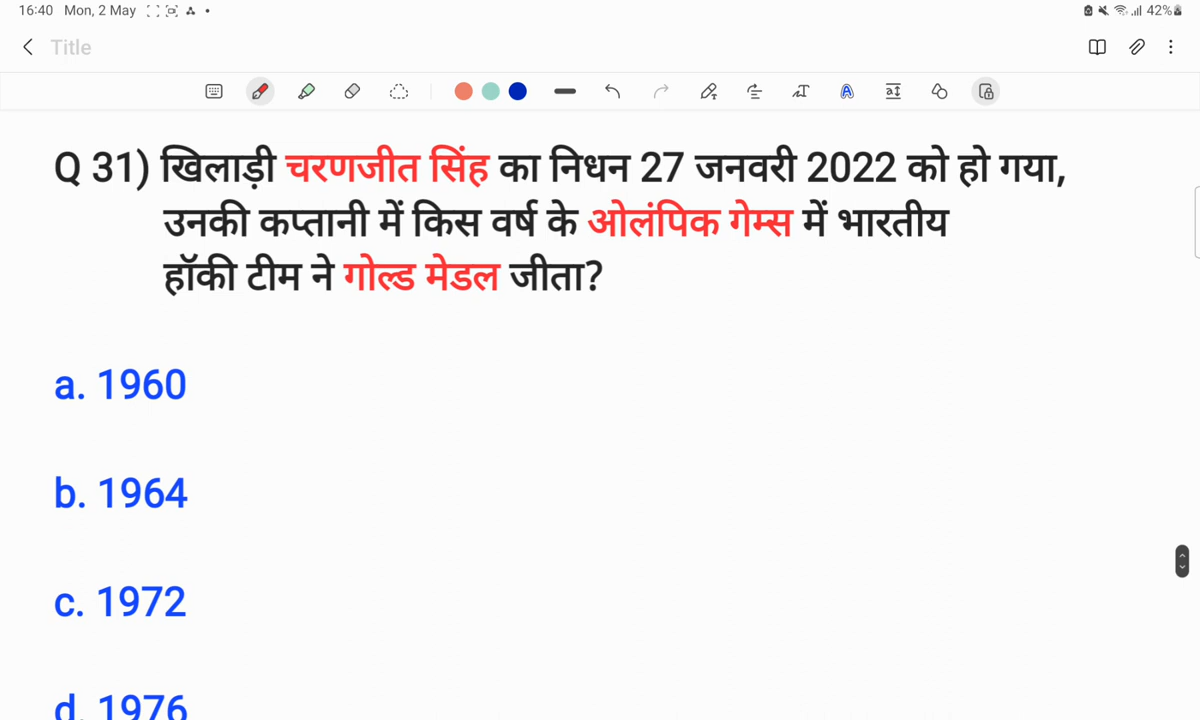 16:40 Mon, 2 May
42%
Title
Q 31) खिलाड़ी चरणजीत सिंह का निधन 27 जनवरी 2022 को हो गया,
उनकी कप्तानी में किस वर्ष के ओलंपिक गेम्स में भारतीय
हॉकी टीम ने गोल्ड मेडल जीता?
a. 1960
b. 1964
c. 1972
d. 1976